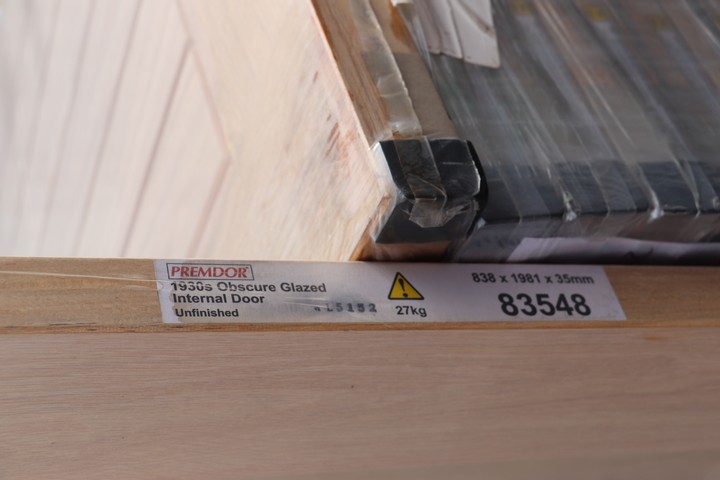 PREMDOR
1930s Obscure Glazed
Internal Door
Unfinished
27kg
838 x 1981 x 35mm
83548